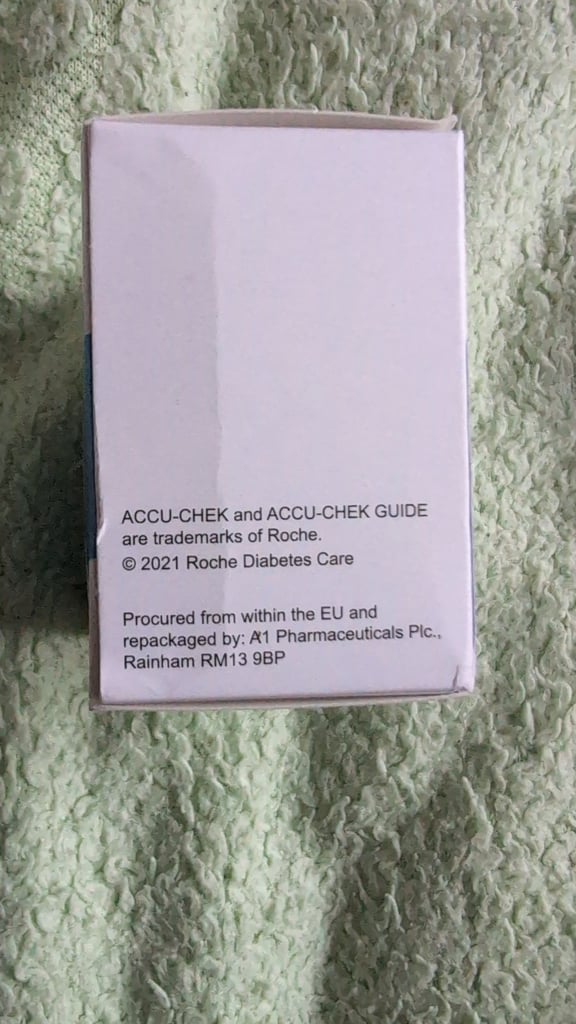 ACCU-CHEK and ACCU-CHEK GUIDE
are trademarks of Roche.
© 2021 Roche Diabetes Care
Procured from within the EU and
repackaged by: A1 Pharmaceuticals Plc.,
Rainham RM13 9BP